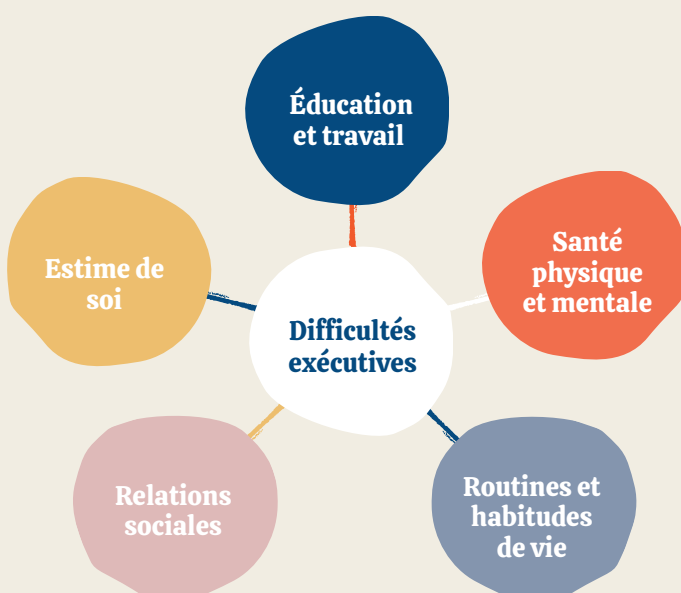 Éducation
et travail
Santé
physique
et mentale
Estime de
soi
Difficultés
exécutives
Relations
sociales
Routines et
habitudes
de vie